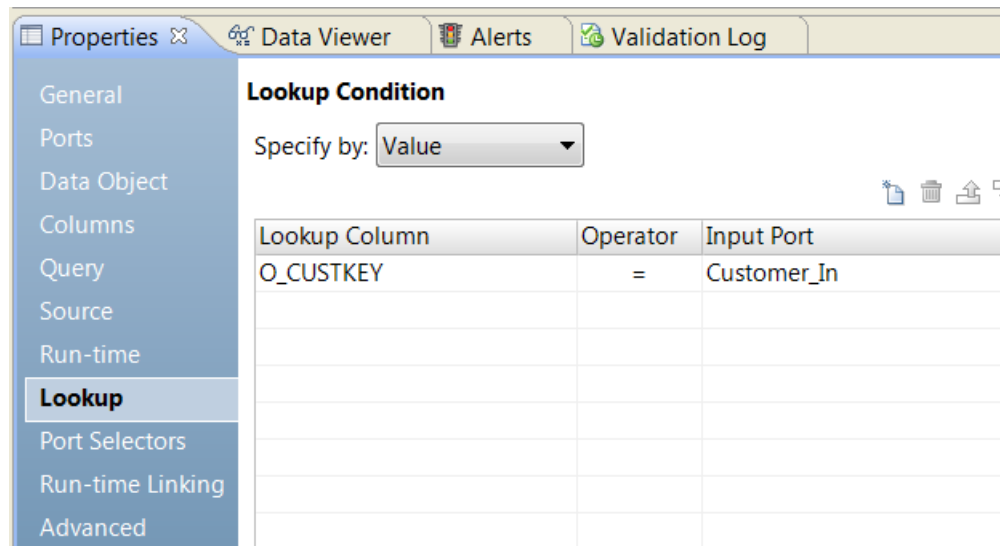 Properties Data Viewer Alerts Validation Log
General
Ports
Data Object
Columns
Query
Source
Run-time
Lookup
Port Selectors
Run-time Linking
Advanced
Lookup Condition
Specify by: Value
Lookup Column Operator Input Port
O_CUSTKEY = Customer_In